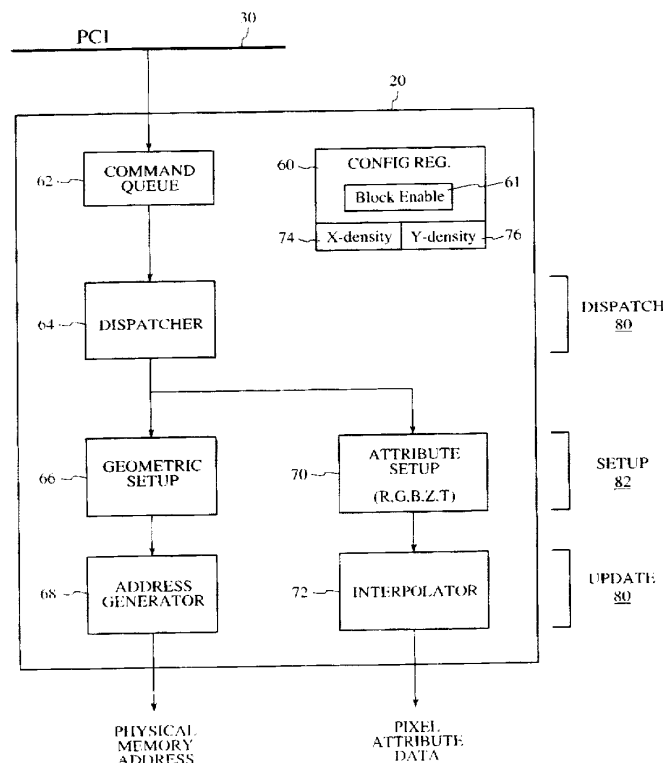 PCI
30
20
62
COMMAND
QUEUE
60
CONFIG REG.
61
Block Enable
74
X-density
Y-density
76
64
DISPATCHER
DISPATCH
80
66
GEOMETRIC
SETUP
70
ATTRIBUTE
SETUP
(R,G,B,Z,T)
SETUP
82
68
ADDRESS
GENERATOR
72
INTERPOLATOR
UPDATE
80
PHYSICAL
MEMORY
ADDRESS
PIXEL
ATTRIBUTE
DATA